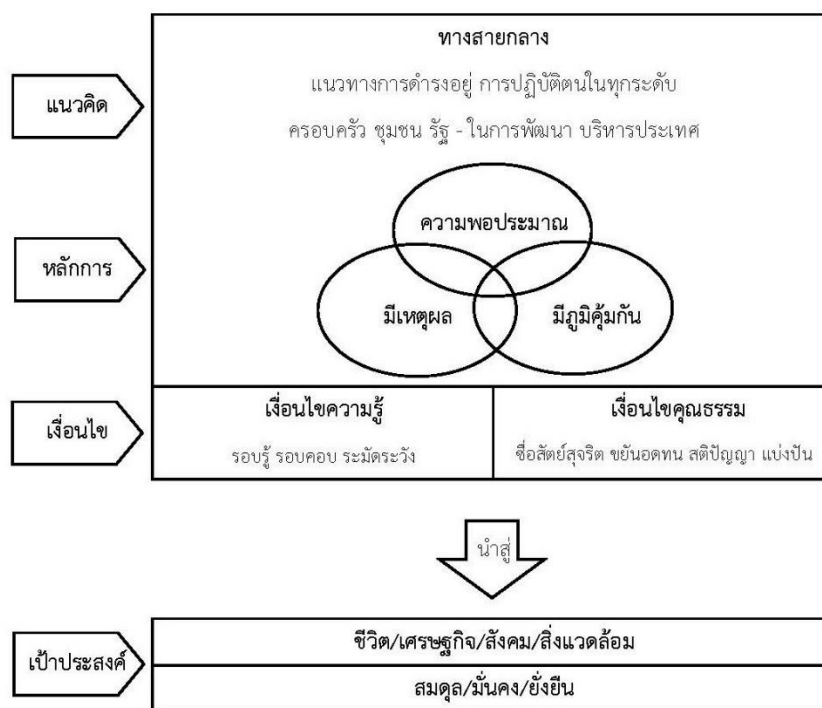 ทางสายกลาง
แนวคิด
แนวทางการดำรงอยู่ การปฏิบัติตนในทุกระดับ
ครอบครัว ชุมชน รัฐ - ในการพัฒนา บริหารประเทศ
หลักการ
ความพอประมาณ
มีเหตุผล
มีภูมิคุ้มกัน
เงื่อนไข
เงื่อนไขความรู้
รอบรู้ รอบคอบ ระมัดระวัง
เงื่อนไขคุณธรรม
ซื่อสัตย์สุจริต ขยันอดทน สติปัญญา แบ่งปัน
นำสู่
เป้าประสงค์
ชีวิต/เศรษฐกิจ/สังคม/สิ่งแวดล้อม
สมดุล/มั่นคง/ยั่งยืน